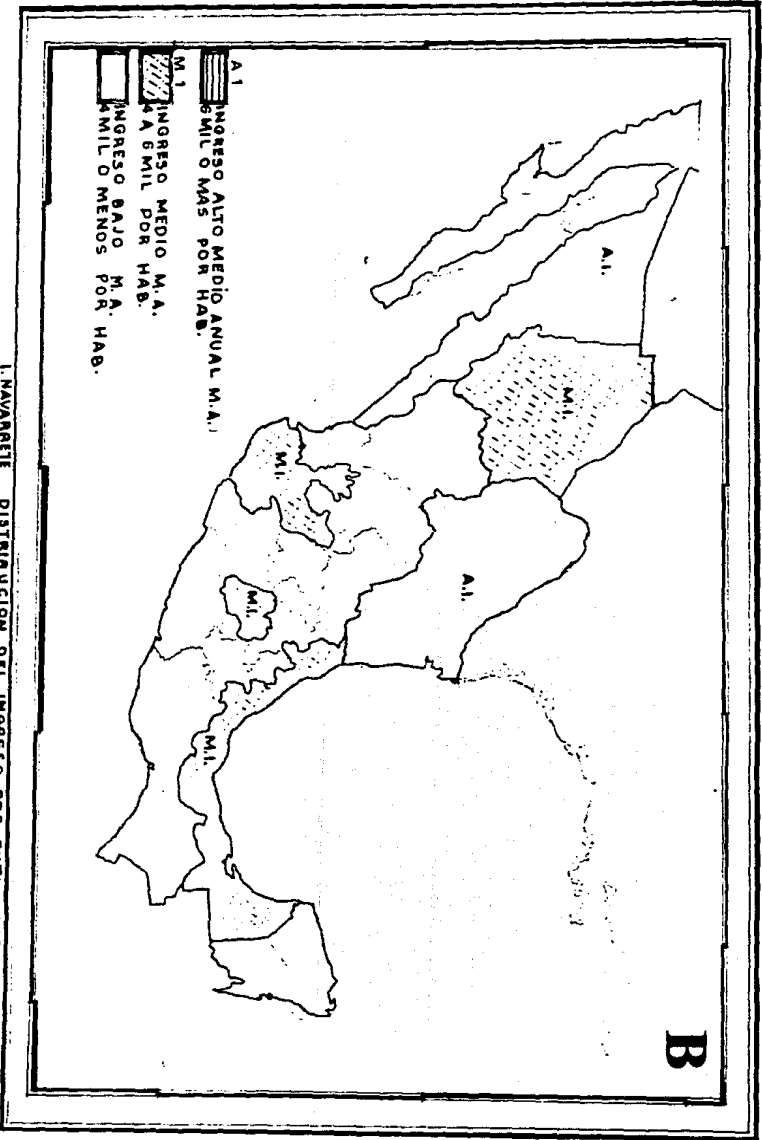 B
A.I.
M.I.
A.I.
M.I.
M.I.
M.I.
A 1
INGRESO ALTO MEDIO ANUAL M.A.
6 MIL O MAS POR HAB.
M 1
INGRESO MEDIO M.A.
4 A 6 MIL POR HAB.
INGRESO BAJO M.A.
4 MIL O MENOS POR HAB.
I. NAVARRETE DISTRIBUCION DEL INGRESO